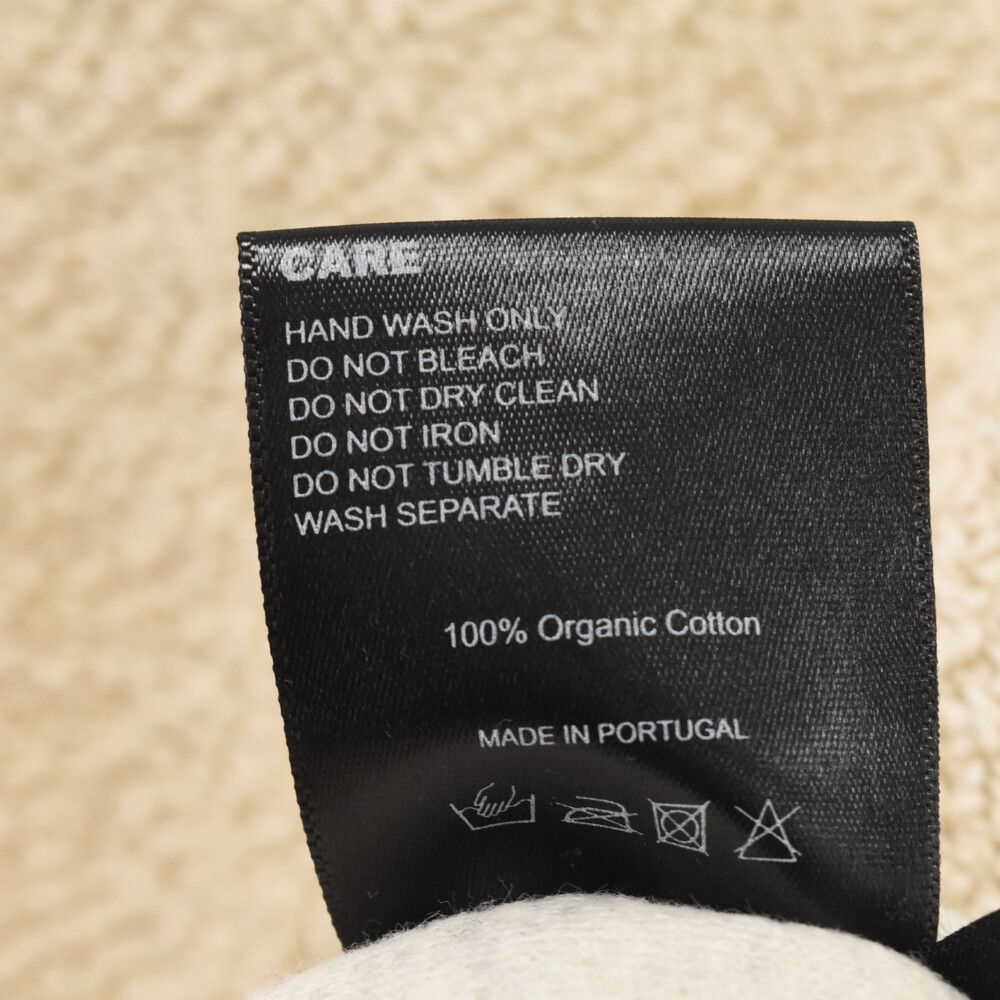 CARE
HAND WASH ONLY
DO NOT BLEACH
DO NOT DRY CLEAN
DO NOT IRON
DO NOT TUMBLE DRY
WASH SEPARATE
100% Organic Cotton
MADE IN PORTUGAL